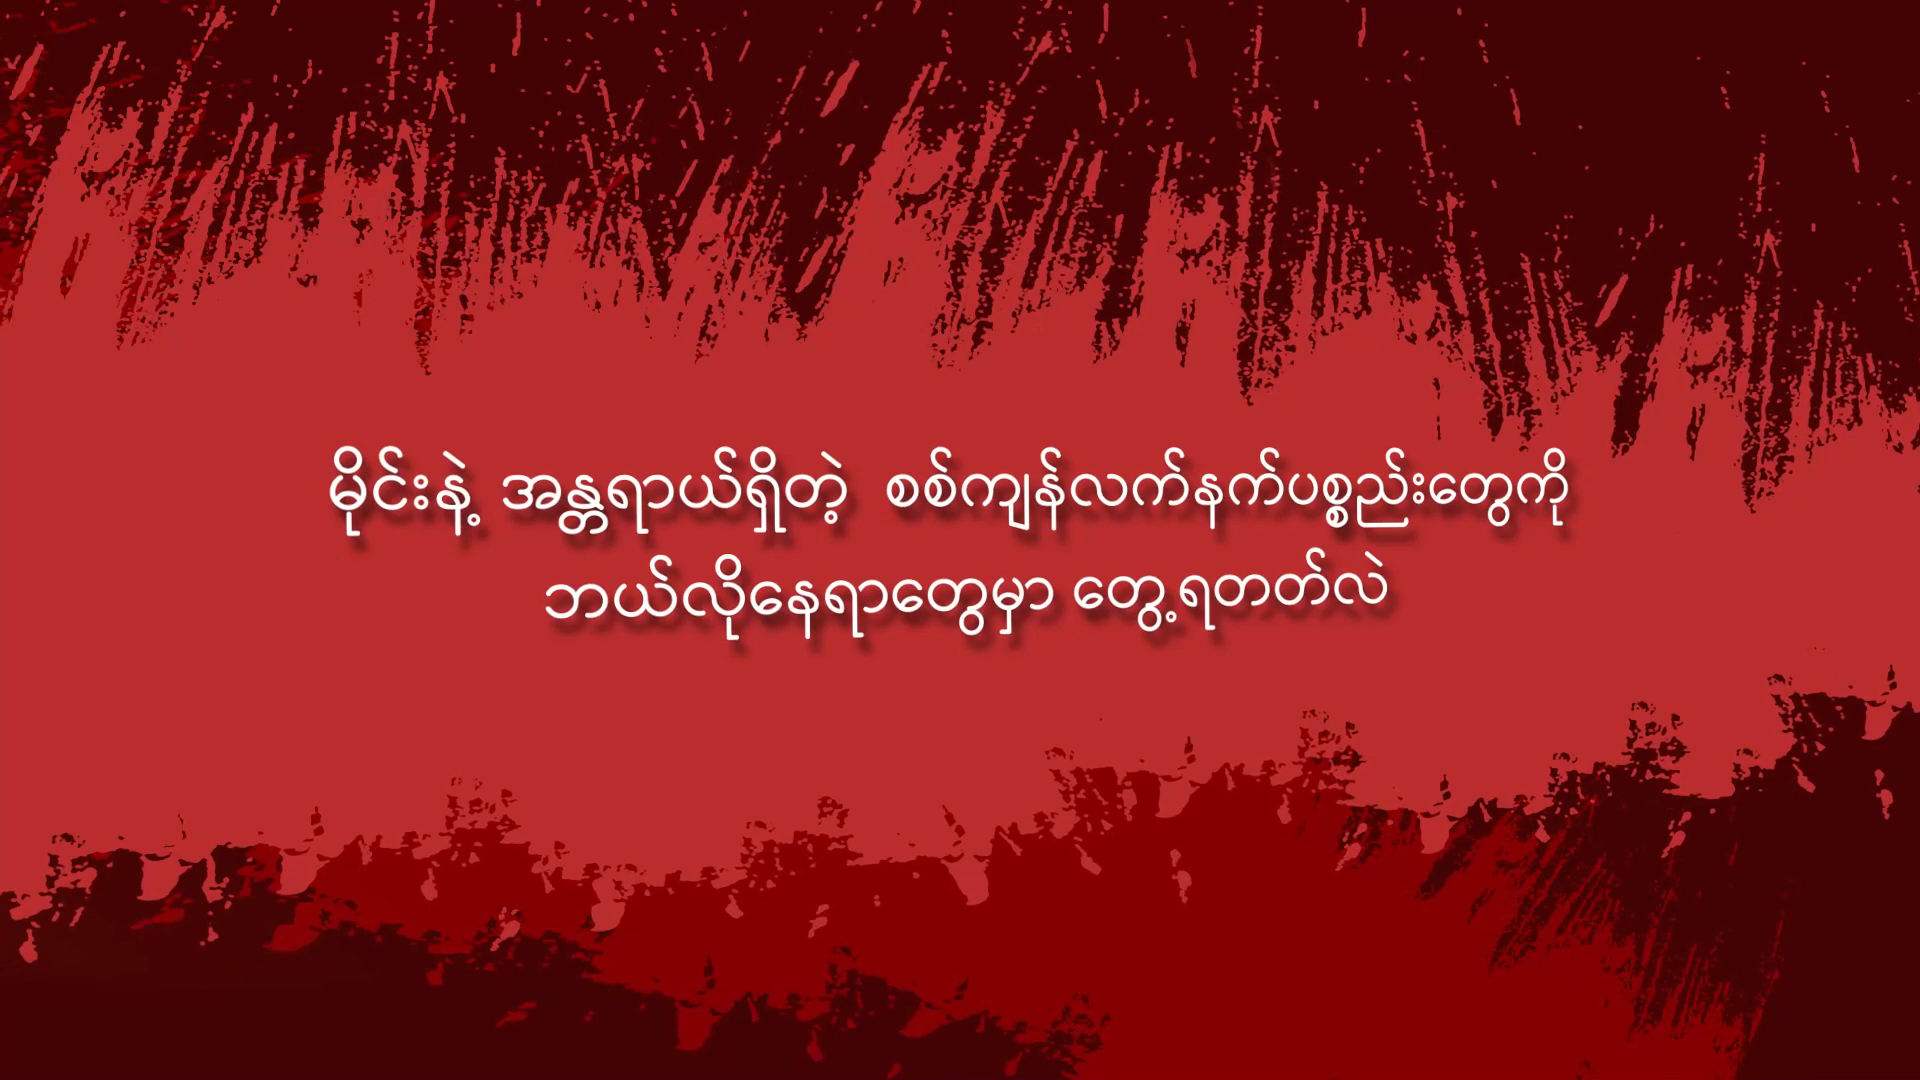 မိုင်းနဲ့ အန္တရာယ်ရှိတဲ့ စစ်ကျန်လက်နက်ပစ္စည်းတွေကို
ဘယ်လိုနေရာတွေမှာ တွေ့ရတတ်လဲ